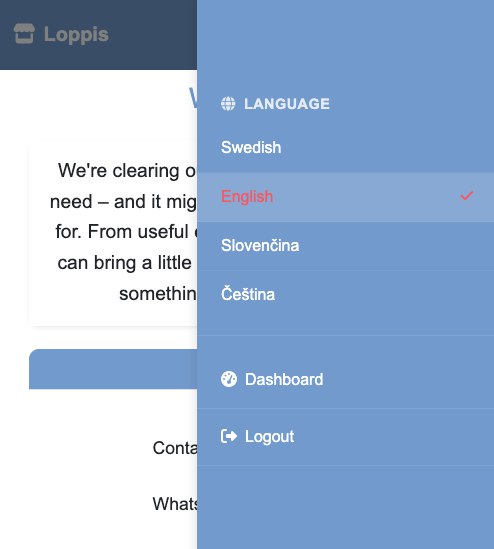 Loppis
W
We're clearing o
need – and it mig
for. From useful
can bring a little
somethin
Conta
Whats
LANGUAGE
Swedish
English
Slovenčina
Čeština
Dashboard
Logout